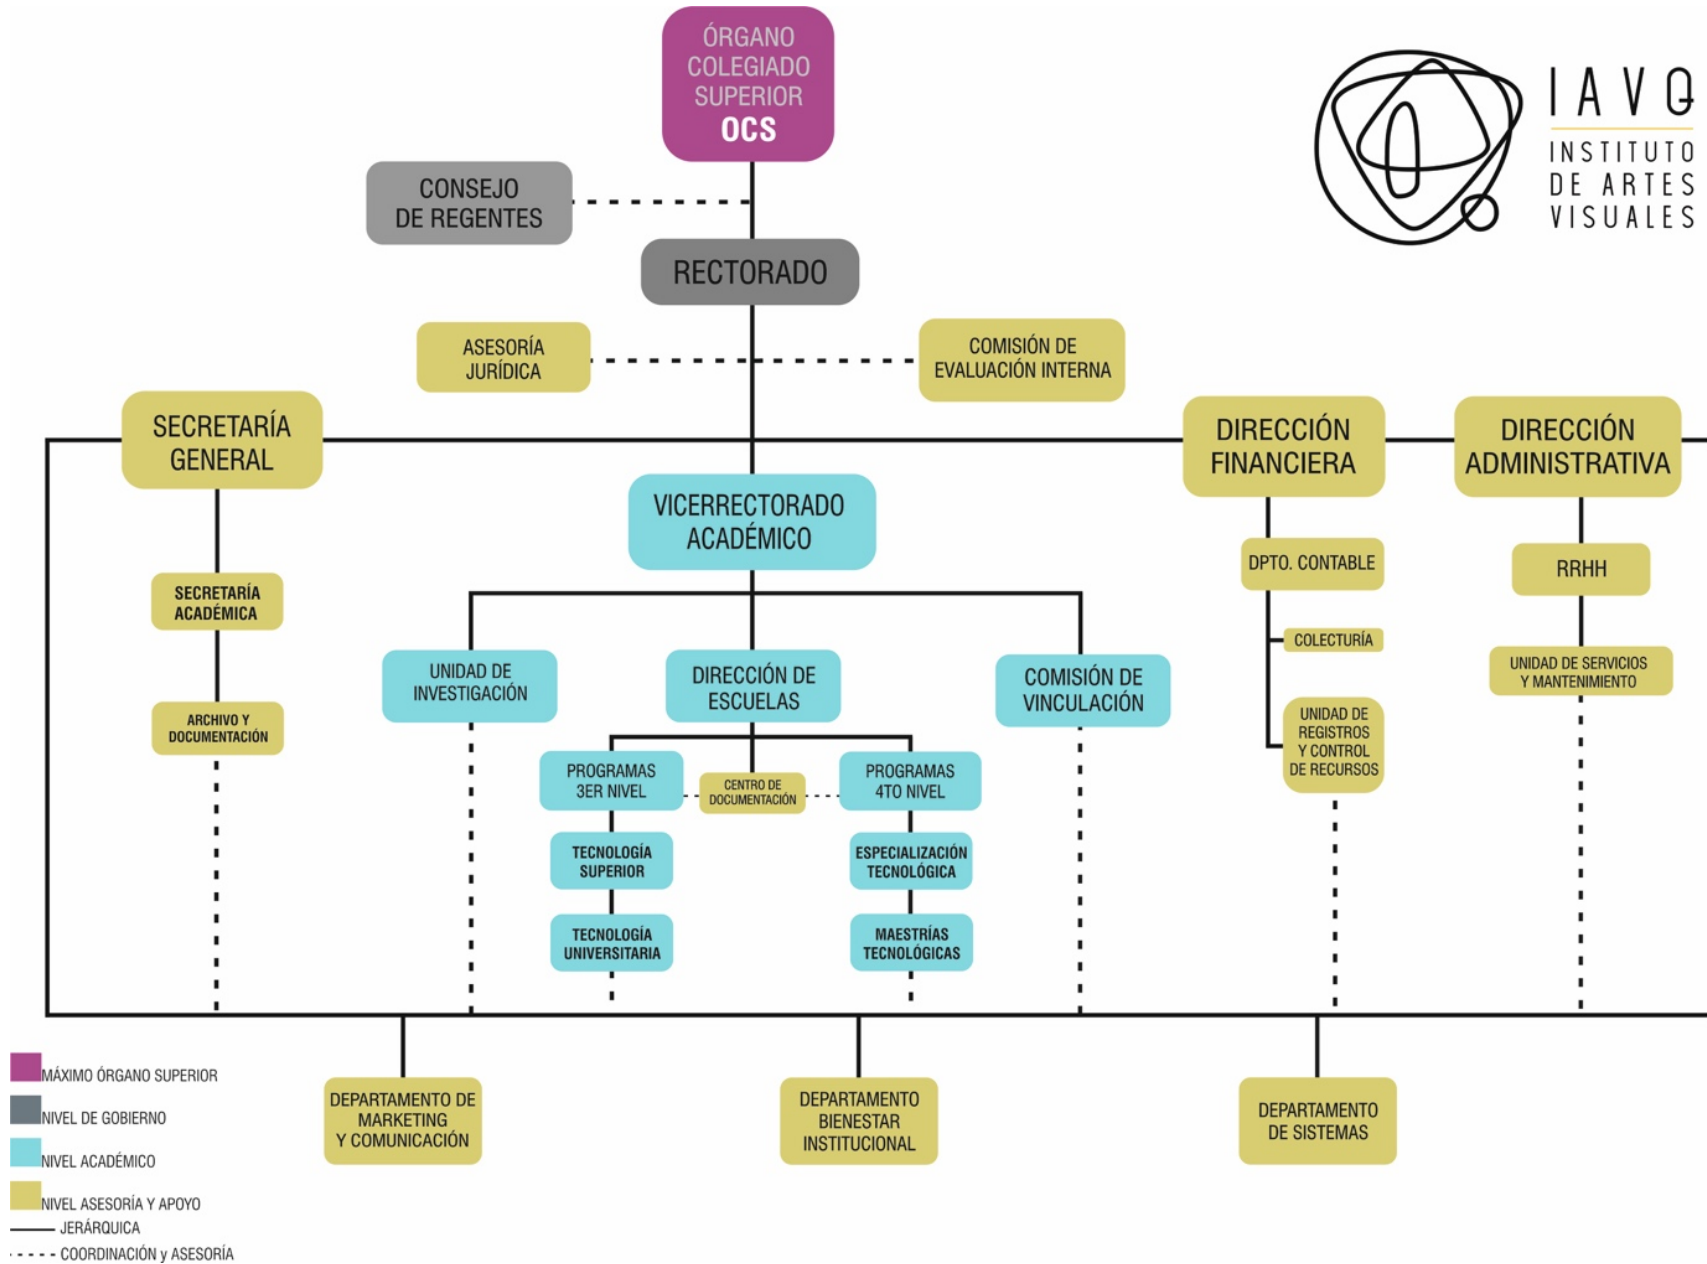 ÓRGANO
COLEGIADO
SUPERIOR
OCS
IAVQ
INSTITUTO
DE ARTES
VISUALES
CONSEJO
DE REGENTES
RECTORADO
ASESORÍA
JURÍDICA
COMISIÓN DE
EVALUACIÓN INTERNA
SECRETARÍA
GENERAL
DIRECCIÓN
FINANCIERA
DIRECCIÓN
ADMINISTRATIVA
VICERRECTORADO
ACADÉMICO
DPTO. CONTABLE
RRHH
SECRETARÍA
ACADÉMICA
COLECTURÍA
UNIDAD DE
INVESTIGACIÓN
DIRECCIÓN DE
ESCUELAS
COMISIÓN DE
VINCULACIÓN
UNIDAD DE SERVICIOS
Y MANTENIMIENTO
ARCHIVO Y
DOCUMENTACIÓN
UNIDAD DE
REGISTROS
Y CONTROL
DE RECURSOS
PROGRAMAS
3ER NIVEL
CENTRO DE
DOCUMENTACIÓN
PROGRAMAS
4TO NIVEL
TECNOLOGÍA
SUPERIOR
ESPECIALIZACIÓN
TECNOLÓGICA
TECNOLOGÍA
UNIVERSITARIA
MAESTRÍAS
TECNOLÓGICAS
DEPARTAMENTO DE
MARKETING
Y COMUNICACIÓN
DEPARTAMENTO
BIENESTAR
INSTITUCIONAL
DEPARTAMENTO
DE SISTEMAS
MÁXIMO ÓRGANO SUPERIOR
NIVEL DE GOBIERNO
NIVEL ACADÉMICO
NIVEL ASESORÍA Y APOYO
JERÁRQUICA
COORDINACIÓN y ASESORÍA